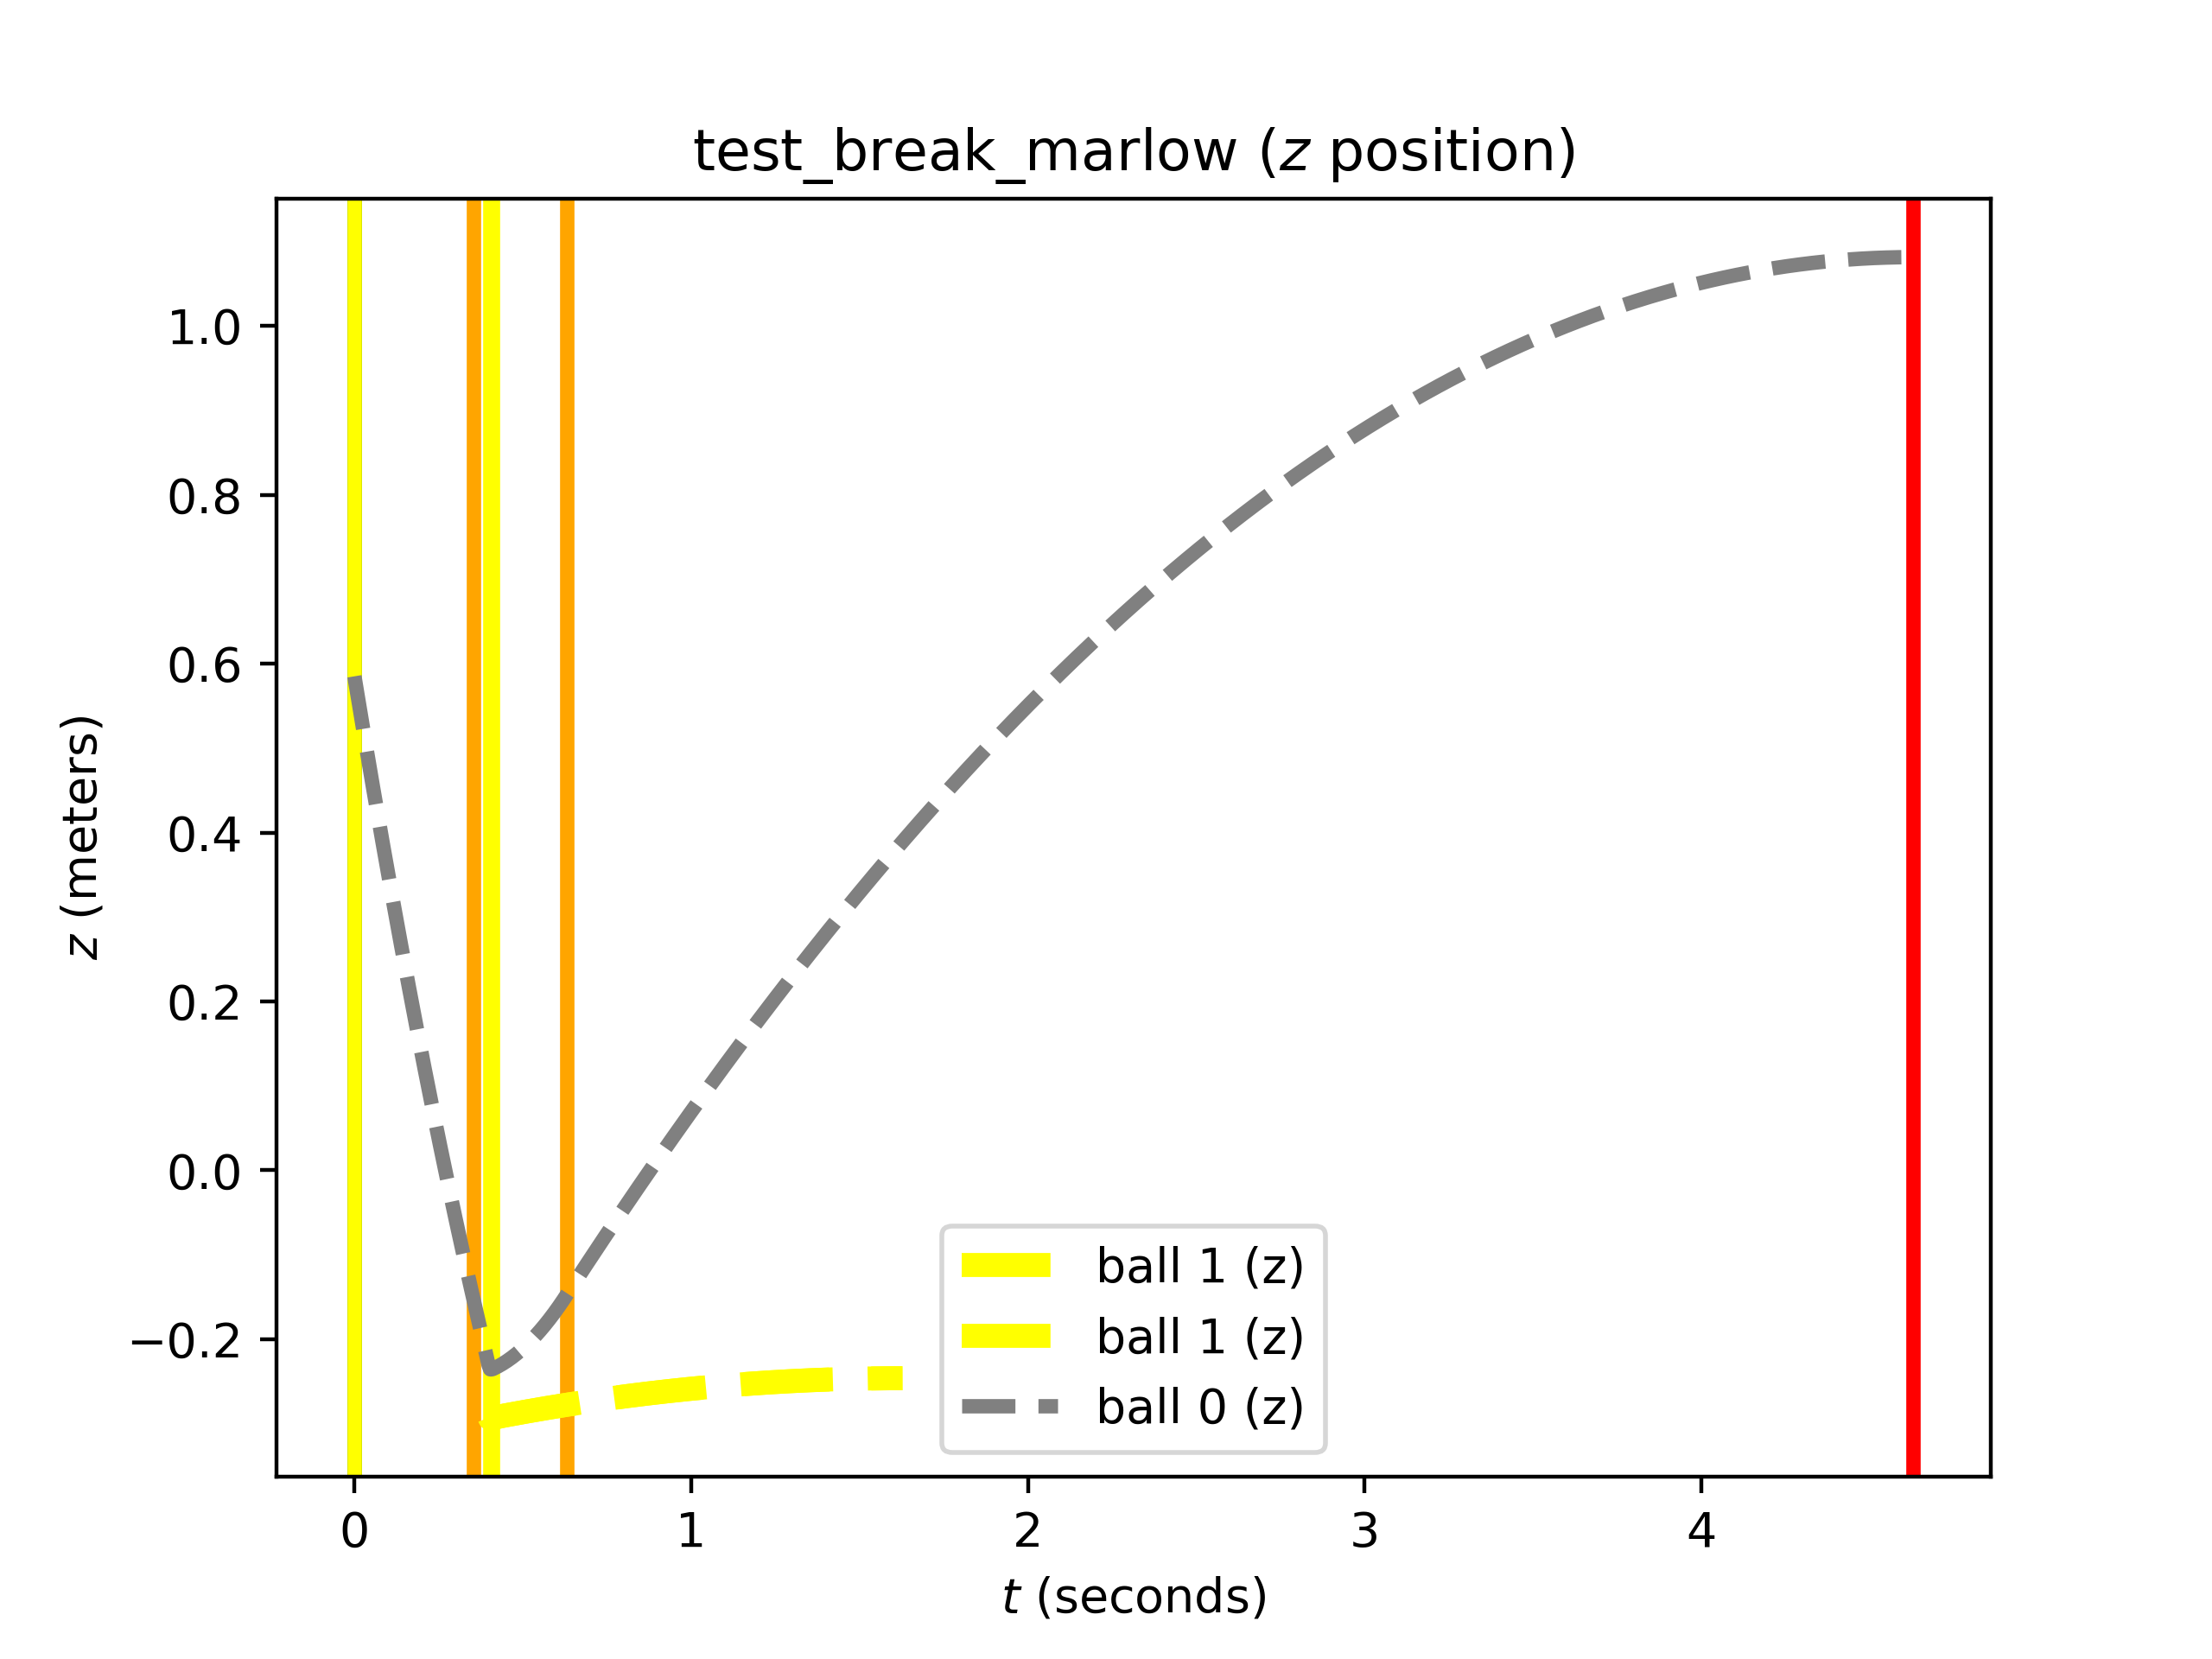 test_break_marlow (z position)
z (meters)
1.0
0.8
0.6
0.4
0.2
0.0
−0.2
ball 1 (z)
ball 1 (z)
ball 0 (z)
0 1 2 3 4
t (seconds)